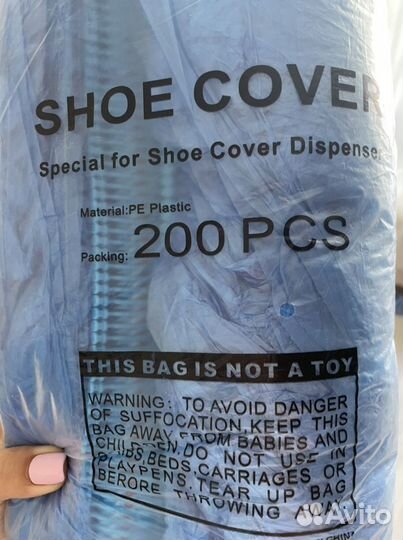 SHOE COVER
Special for Shoe Cover Dispenser
Material:PE Plastic
Packing: 200 PCS
THIS BAG IS NOT A TOY
WARNING: TO AVOID DANGER
OF SUFFOCATION,KEEP THIS
BAG AWAY FROM BABIES AND
CHILDREN.DO NOT USE IN
CRIBS,BEDS,CARRIAGES OR
PLAYPENS.TEAR UP BAG
BERORE THROWING AWAY.
CHINA
Avito